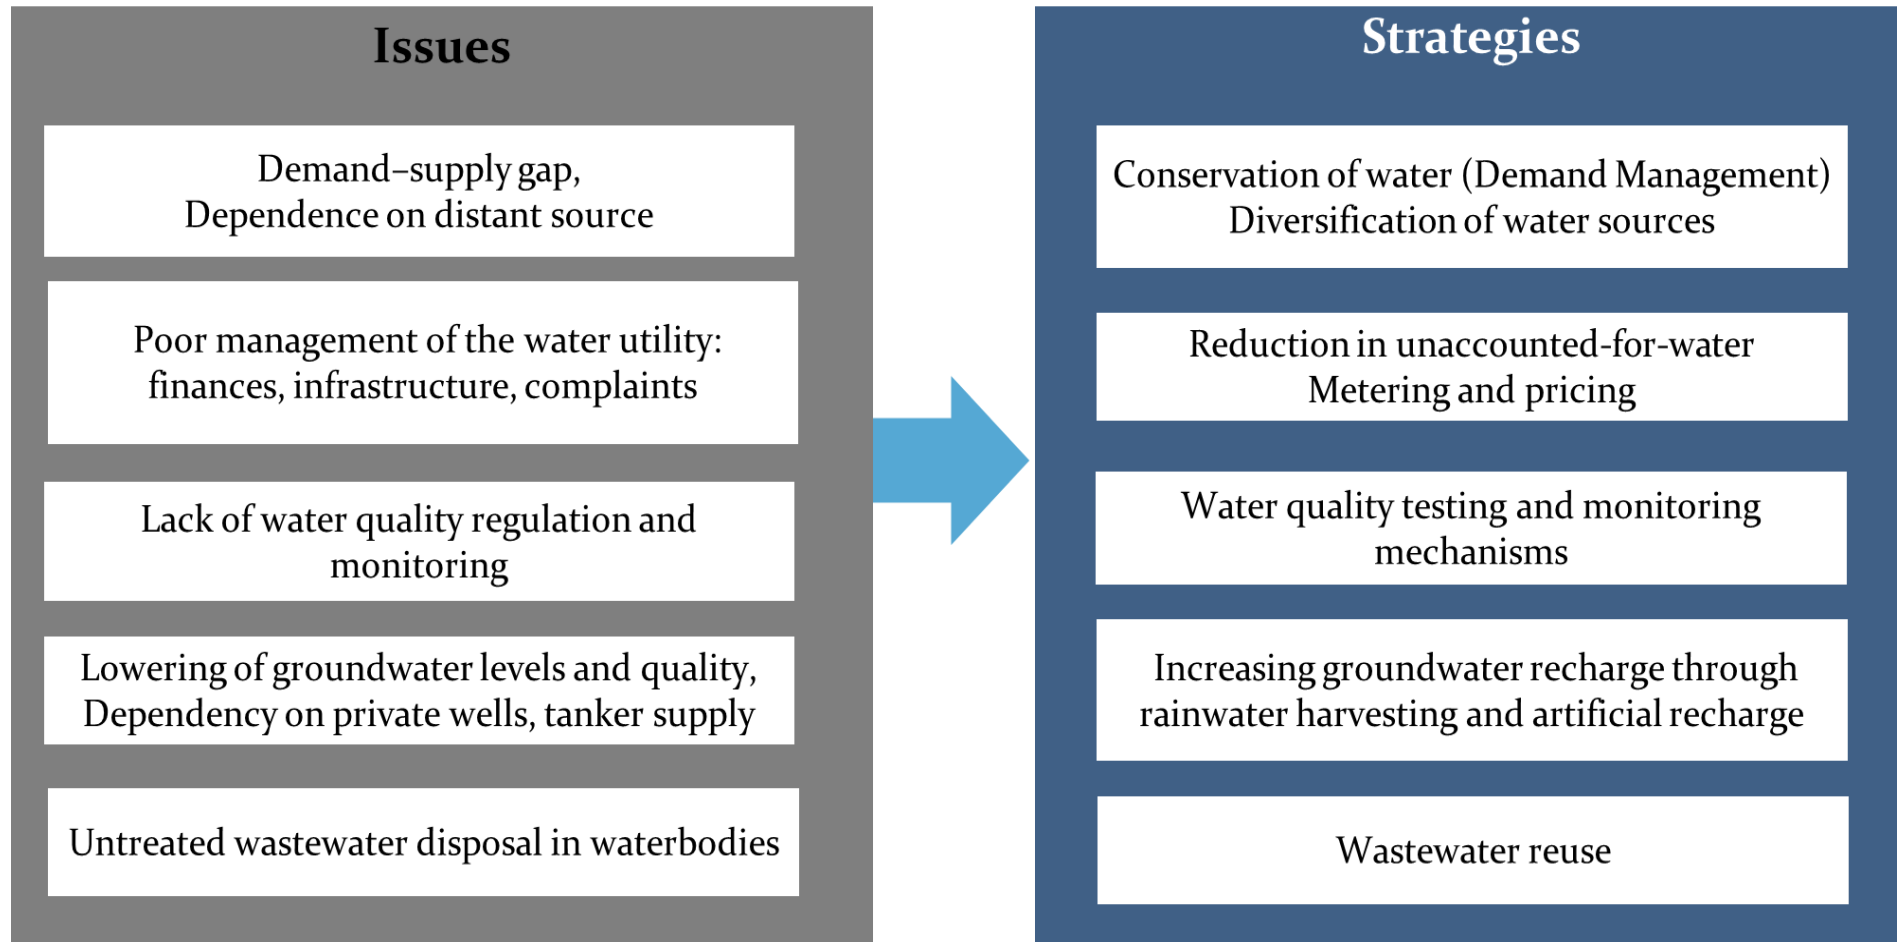 Issues
Demand–supply gap,
Dependence on distant source
Poor management of the water utility:
finances, infrastructure, complaints
Lack of water quality regulation and
monitoring
Lowering of groundwater levels and quality,
Dependency on private wells, tanker supply
Untreated wastewater disposal in waterbodies
Strategies
Conservation of water (Demand Management)
Diversification of water sources
Reduction in unaccounted-for-water
Metering and pricing
Water quality testing and monitoring
mechanisms
Increasing groundwater recharge through
rainwater harvesting and artificial recharge
Wastewater reuse